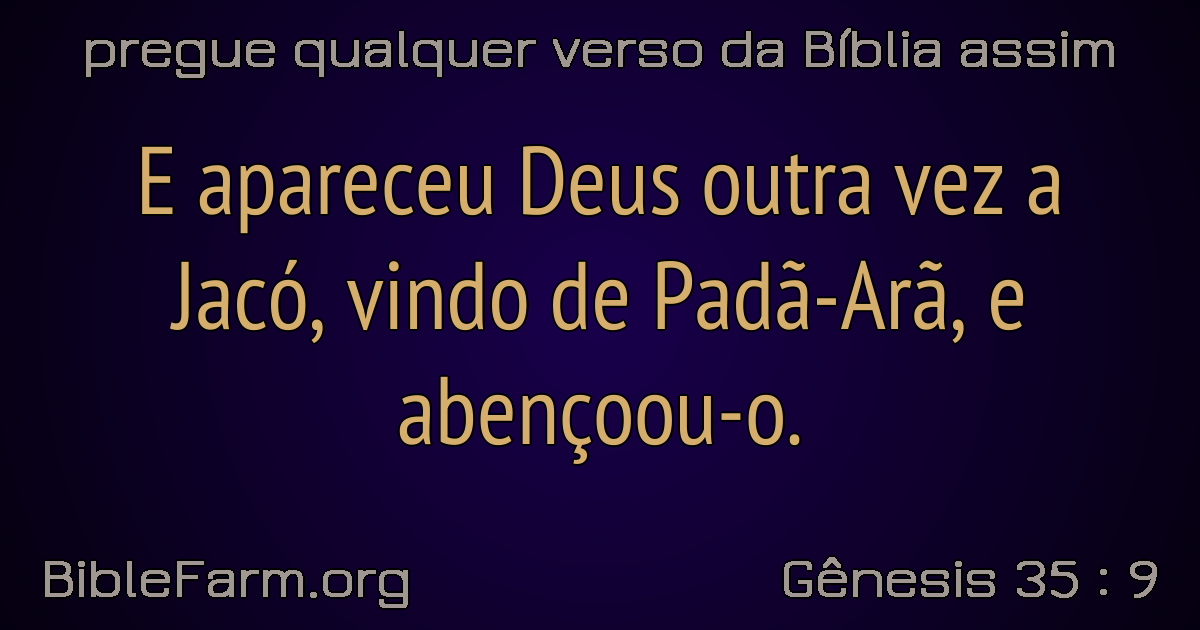 pregue qualquer verso da Bíblia assim
E apareceu Deus outra vez a
Jacó, vindo de Padã-Arã, e
abençoou-o.
BibleFarm.org
Gênesis 35 : 9